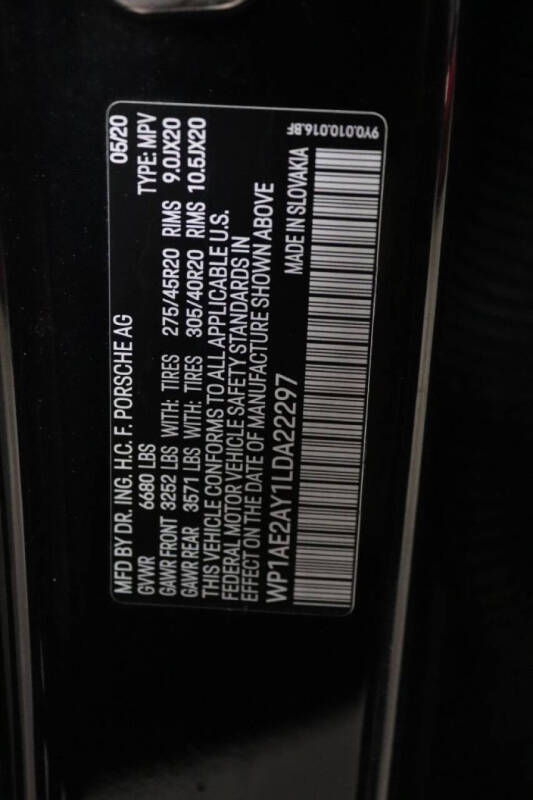 MFD BY DR. ING. H.C. F. PORSCHE AG 05/20
GVWR 6680 LBS TYPE: MPV
GAWR FRONT 3252 LBS WITH: TIRES 275/45R20 RIMS 9.0JX20
GAWR REAR 3571 LBS WITH: TIRES 305/40R20 RIMS 10.5JX20
THIS VEHICLE CONFORMS TO ALL APPLICABLE U.S.
FEDERAL MOTOR VEHICLE SAFETY STANDARDS IN
EFFECT ON THE DATE OF MANUFACTURE SHOWN ABOVE
WP1AE2AY1LDA22297 MADE IN SLOVAKIA
9Y0.010.016.BF